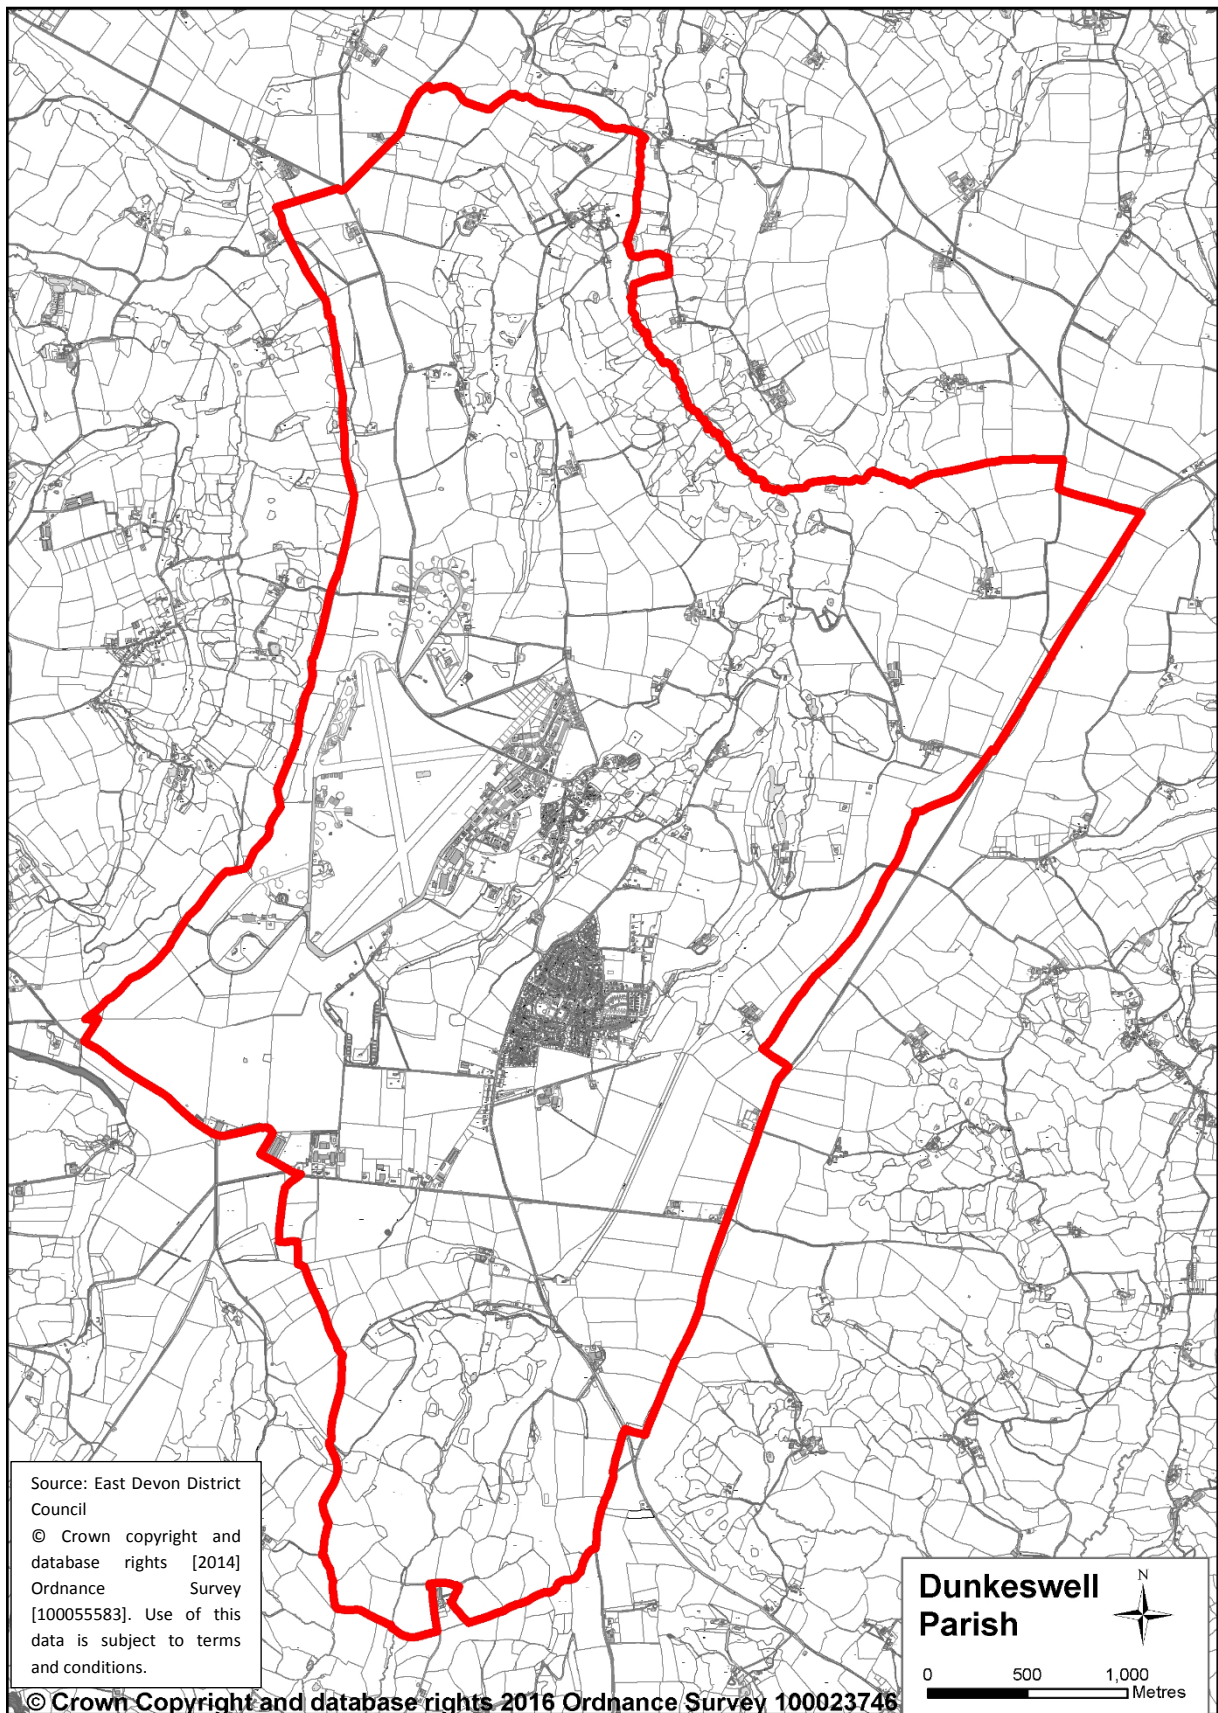 Source: East Devon District
Council
© Crown copyright and
database rights [2014]
Ordnance Survey
[100055583]. Use of this
data is subject to terms
and conditions.
Dunkeswell
Parish
N
0 500 1,000
Metres
© Crown Copyright and database rights 2016 Ordnance Survey 100023746